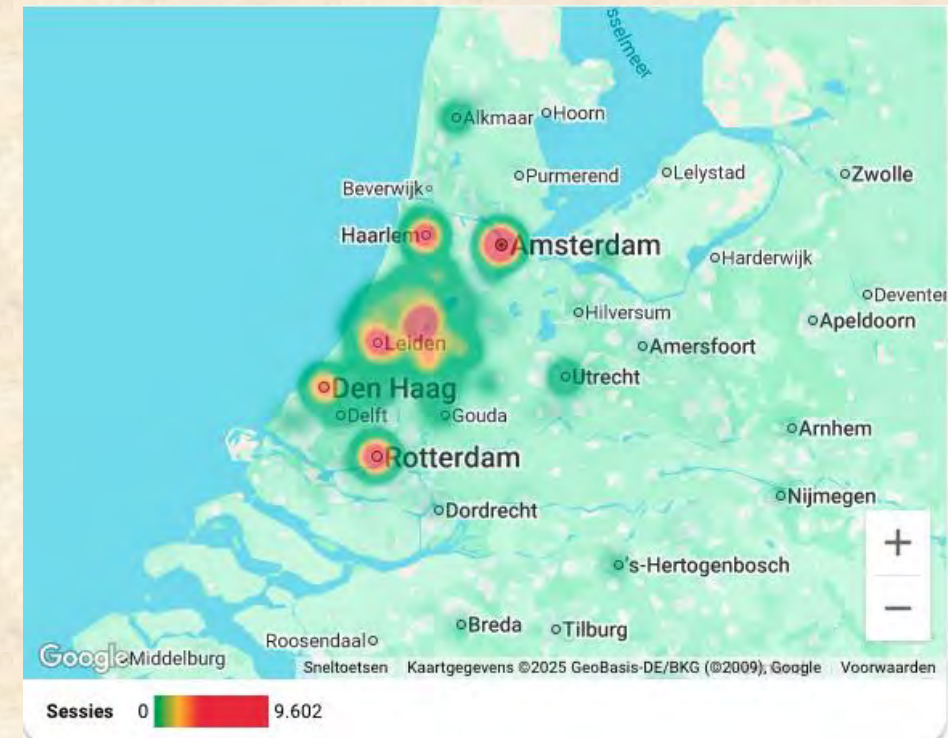 sselmeer
Alkmaar
Hoorn
Purmerend
Lelystad
Zwolle
Beverwijk
Haarlem
Amsterdam
Harderwijk
Deventer
Hilversum
Apeldoorn
Leiden
Amersfoort
Utrecht
Den Haag
Delft
Gouda
Arnhem
Rotterdam
Nijmegen
Dordrecht
's-Hertogenbosch
Breda
Tilburg
Roosendaal
Middelburg
Google
Sneltoetsen Kaartgegevens ©2025 GeoBasis-DE/BKG (©2009), Google Voorwaarden
+
−
Sessies 0 9.602